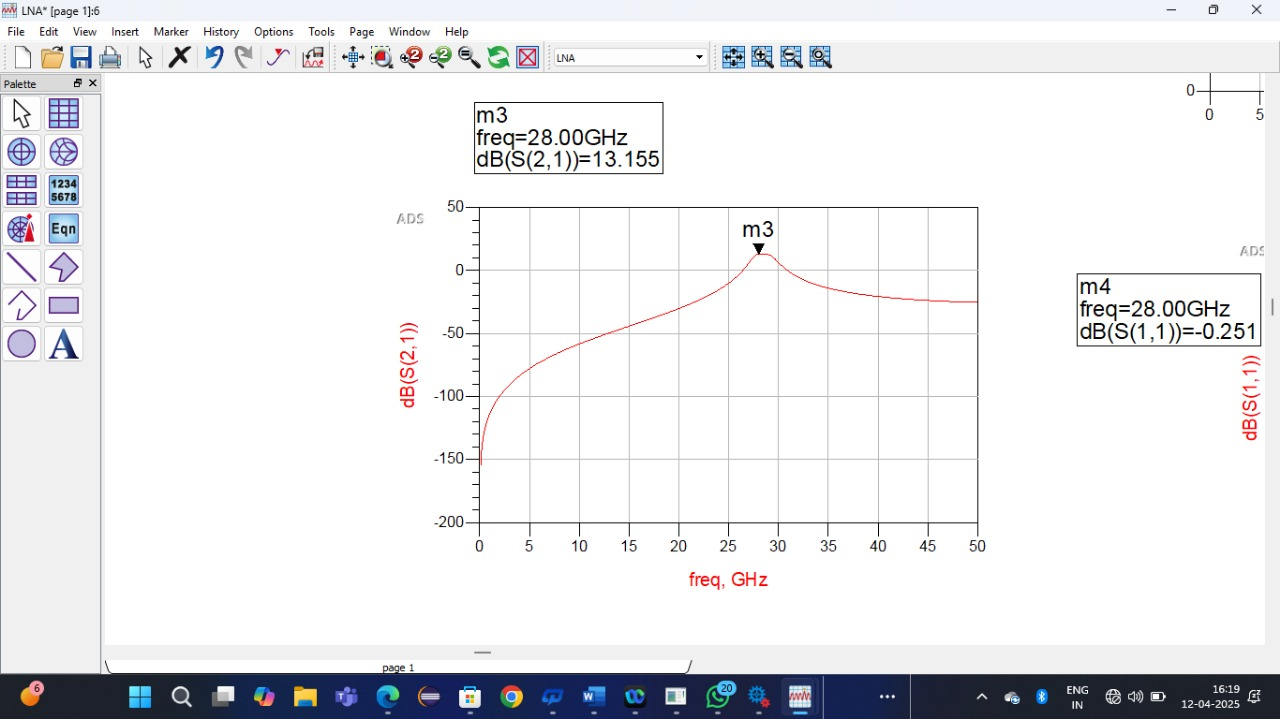 LNA* [page 1]:6
File Edit View Insert Marker History Options Tools Page Window Help
LNA
Palette
1234
5678
Eqn
A
m3
freq=28.00GHz
dB(S(2,1))=13.155
ADS
m3
50
0
-50
-100
-150
-200
dB(S(2,1))
0 5 10 15 20 25 30 35 40 45 50
freq, GHz
0
0 5
ADS
m4
freq=28.00GHz
dB(S(1,1))=-0.251
dB(S(1,1))
page 1
6
20
ENG
IN
16:19
12-04-2025